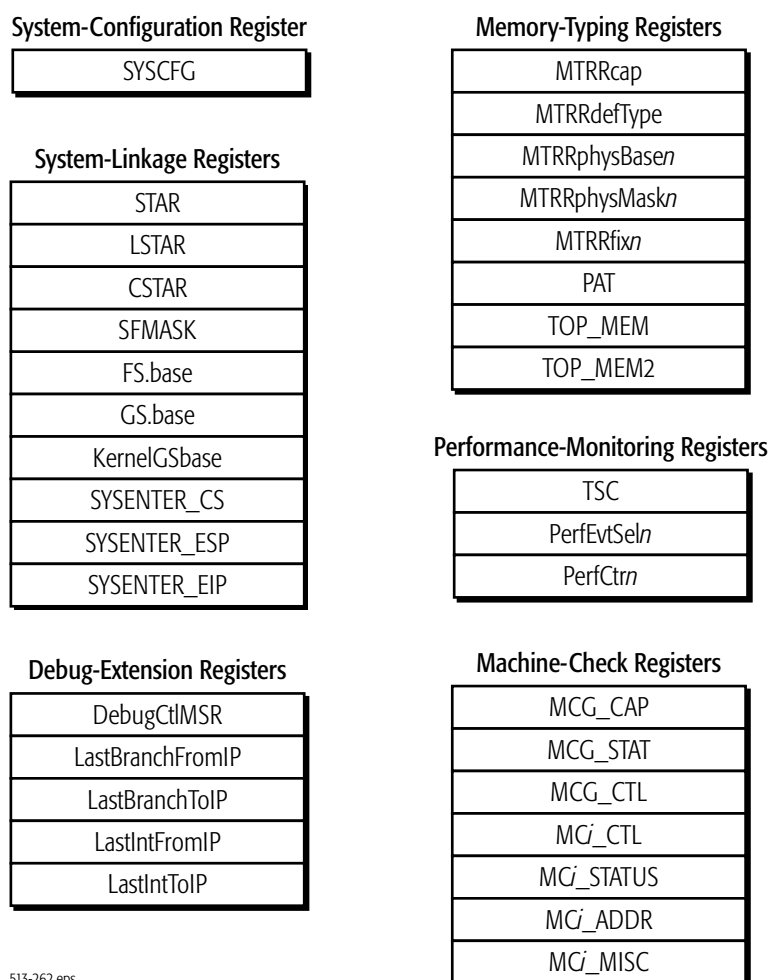 System-Configuration Register
SYSCFG
System-Linkage Registers
STAR
LSTAR
CSTAR
SFMASK
FS.base
GS.base
KernelGSbase
SYSENTER_CS
SYSENTER_ESP
SYSENTER_EIP
Debug-Extension Registers
DebugCtlMSR
LastBranchFromIP
LastBranchToIP
LastIntFromIP
LastIntToIP
513-262.eps
Memory-Typing Registers
MTRRcap
MTRRdefType
MTRRphysBasen
MTRRphysMaskn
MTRRfixn
PAT
TOP_MEM
TOP_MEM2
Performance-Monitoring Registers
TSC
PerfEvtSeln
PerfCtrn
Machine-Check Registers
MCG_CAP
MCG_STAT
MCG_CTL
MCi_CTL
MCi_STATUS
MCi_ADDR
MCi_MISC